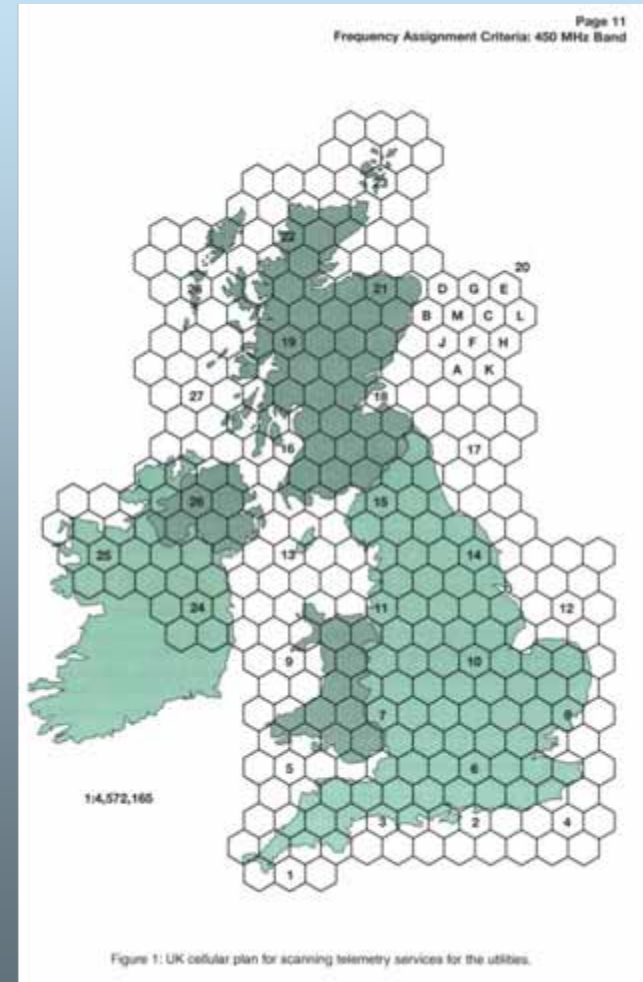 Page 11
Frequency Assignment Criteria: 450 MHz Band
23
22
20
28 21 D G E
B M C L
19 J F H
A K
27 18
16 17
26 15
25 13 14
24 11 12
9 10
7 8
5 6
1:4,572,165
3 2 4
1
Figure 1: UK cellular plan for scanning telemetry services for the utilities.